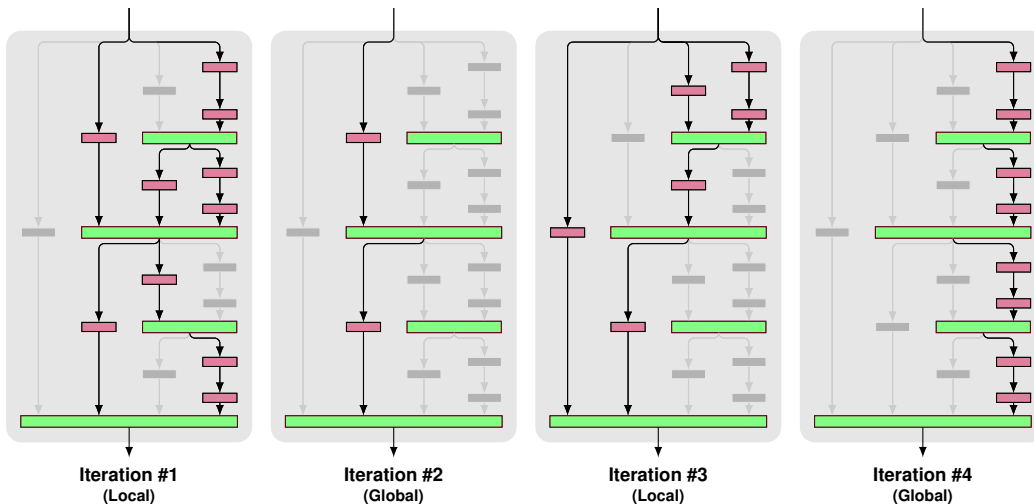 Iteration #1
(Local)
Iteration #2
(Global)
Iteration #3
(Local)
Iteration #4
(Global)